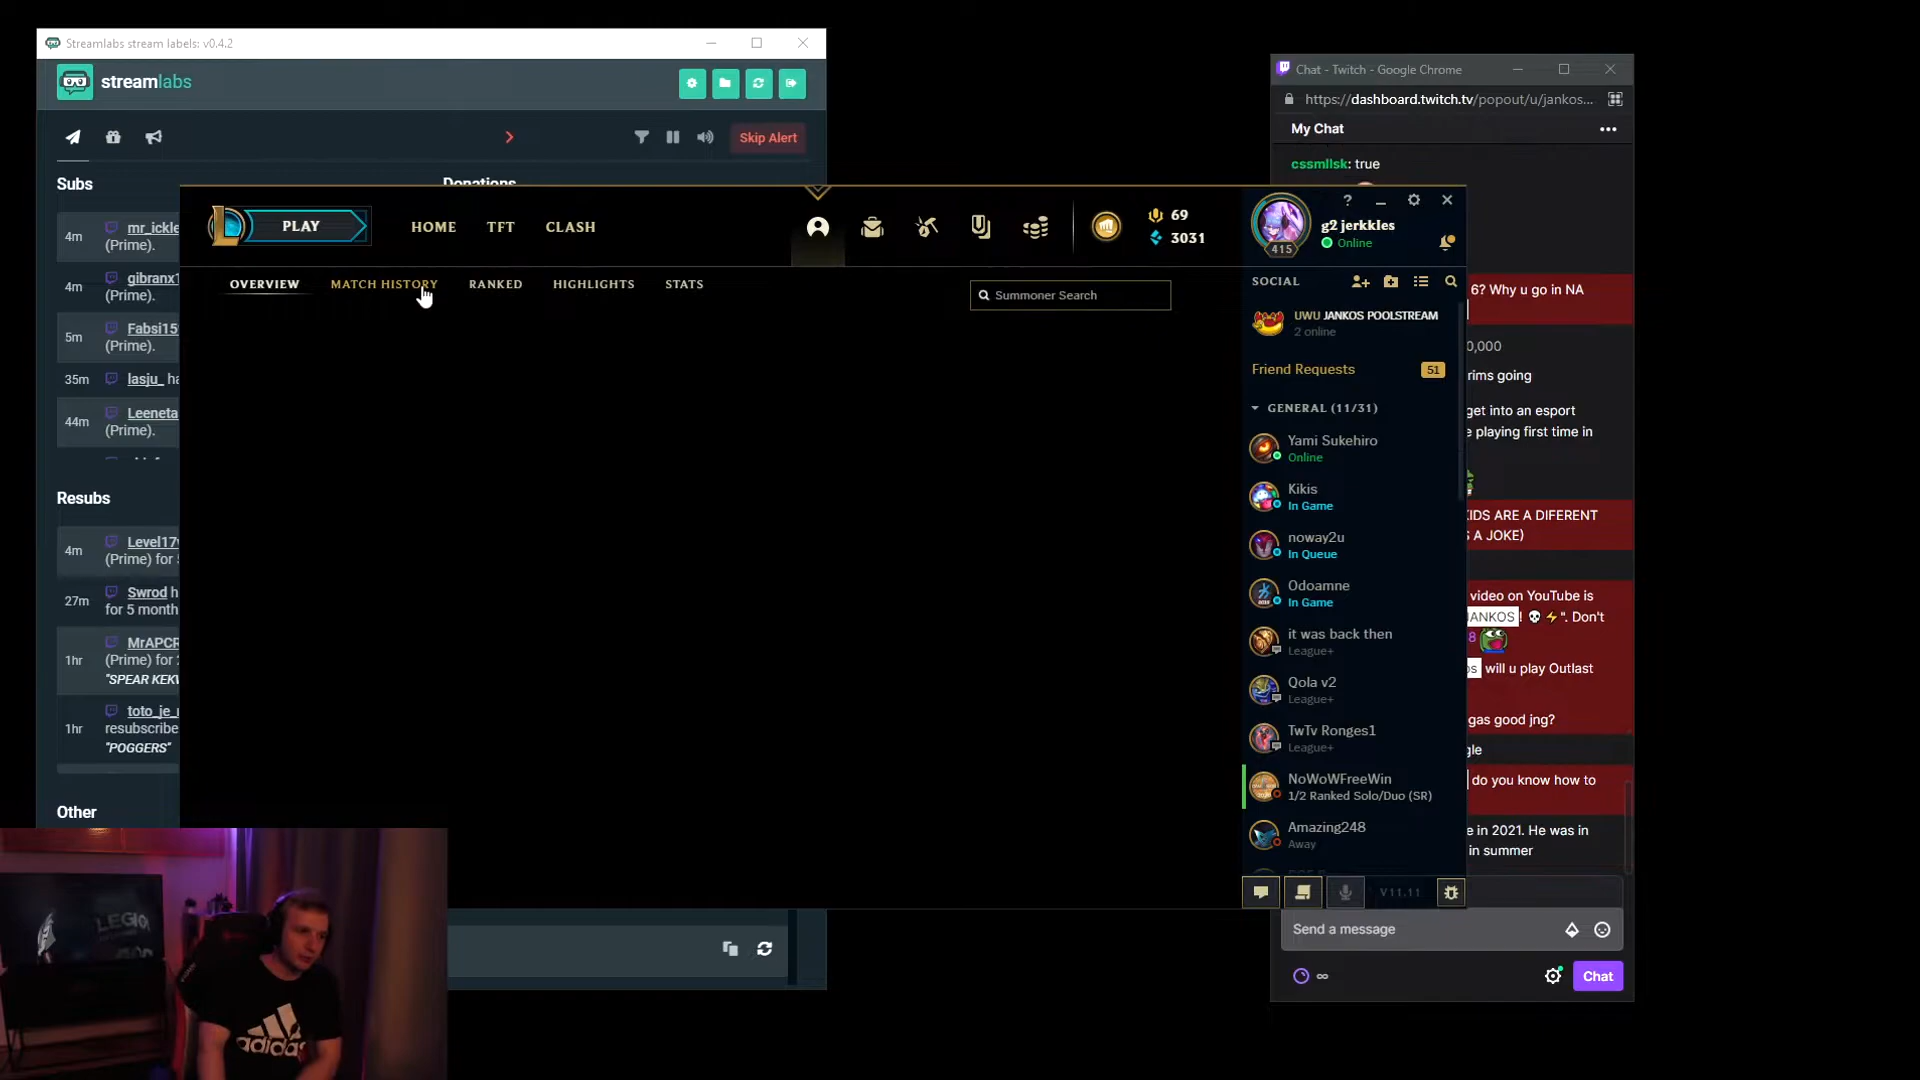 Streamlabs stream labels: v0.4.2
streamlabs
Skip Alert
Subs
Donations
4m mr_ickle
(Prime).
4m gibranx1
(Prime).
5m Fabsi15
(Prime).
35m lasju_ ha
44m Leeneta
(Prime).
Resubs
4m Level17
(Prime) for
27m Swrod h
for 5 month
1hr MrAPCR
(Prime) for
"SPEAR KEKV
1hr toto_je_
resubscribe
"POGGERS"
Other
PLAY
HOME
TFT
CLASH
69
3031
415
g2 jerkkles
Online
OVERVIEW
MATCH HISTORY
RANKED
HIGHLIGHTS
STATS
Summoner Search
SOCIAL
UWU JANKOS POOLSTREAM
2 online
Friend Requests 51
GENERAL (11/31)
Yami Sukehiro
Online
Kikis
In Game
noway2u
In Queue
Odoamne
In Game
it was back then
League+
Qola v2
League+
TwTv Ronges1
League+
NoWoWFreeWin
1/2 Ranked Solo/Duo (SR)
Amazing248
Away
V11.11
Chat - Twitch - Google Chrome
https://dashboard.twitch.tv/popout/u/jankos...
My Chat
cssmllsk: true
6? Why u go in NA
0,000
rims going
get into an esport
e playing first time in
KIDS ARE A DIFERENT
S A JOKE)
video on YouTube is
JANKOS! ". Don't
8
os will u play Outlast
gas good jng?
gle
do you know how to
e in 2021. He was in
in summer
Send a message
∞
Chat
LEGIO
adidas